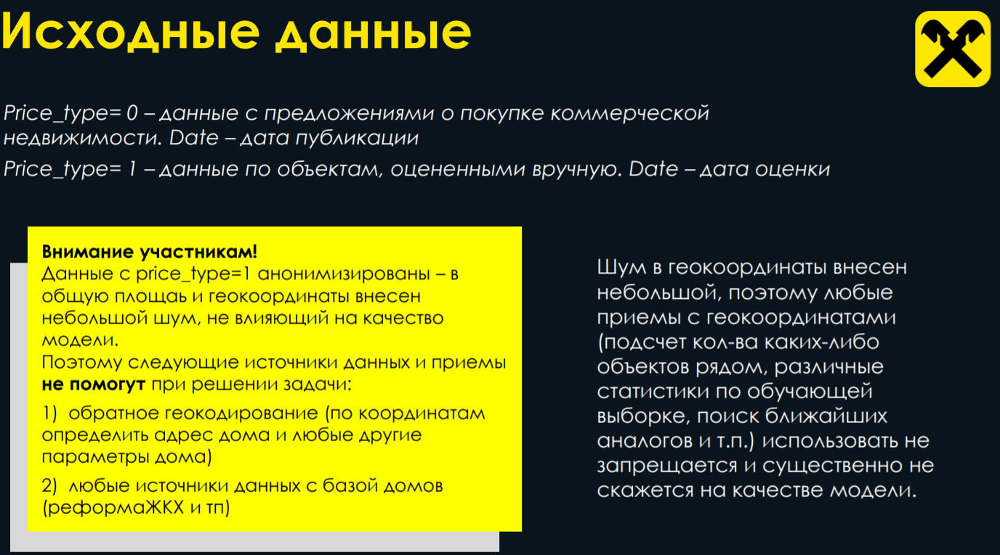 Исходные данные
Price_type= 0 – данные с предложениями о покупке коммерческой
недвижимости. Date – дата публикации
Price_type= 1 – данные по объектам, оцененными вручную. Date – дата оценки
Внимание участникам!
Данные с price_type=1 анонимизированы – в
общую площаь и геокоординаты внесен
небольшой шум, не влияющий на качество
модели.
Поэтому следующие источники данных и приемы
не помогут при решении задачи:
1) обратное геокодирование (по координатам
определить адрес дома и любые другие
параметры дома)
2) любые источники данных с базой домов
(реформаЖКХ и тп)
Шум в геокоординаты внесен
небольшой, поэтому любые
приемы с геокоординатами
(подсчет кол-ва каких-либо
объектов рядом, различные
статистики по обучающей
выборке, поиск ближайших
аналогов и т.п.) использовать не
запрещается и существенно не
скажется на качестве модели.